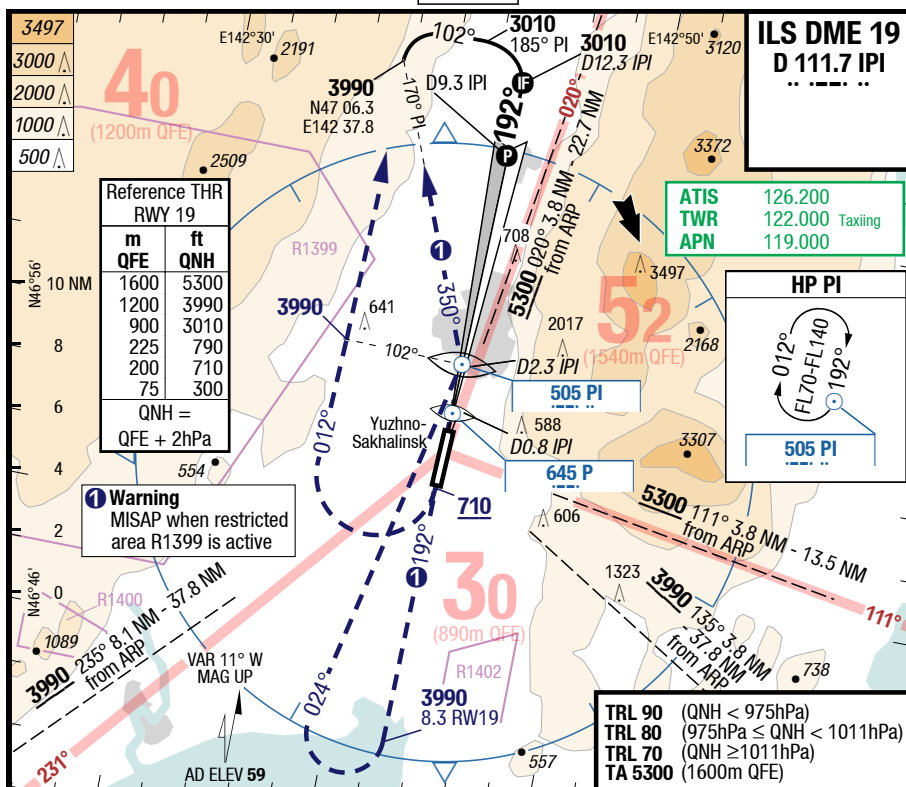 3497
3000
2000
1000
500
40
(1200m QFE)
E142°30'
2191
102°
3010
185° PI
3010
D12.3 IPI
IF
3990
N47 06.3
E142 37.8
170° PI
D9.3 IPI
192°
P
020°
E142°50'
3120
ILS DME 19
D 111.7 IPI
3372
ATIS 126.200
TWR 122.000 Taxiing
APN 119.000
2509
Reference THR
RWY 19
m ft
QFE QNH
1600 5300
1200 3990
900 3010
225 790
200 710
75 300
QNH =
QFE + 2hPa
R1399
N46°56'
10 NM
8
6
4
2
0
N46°46'
1
350°
708
5300 020° 3.8 NM - 22.7 NM
from ARP
3497
52
(1540m QFE)
2017
2168
HP PI
012°
FL70-FL140
192°
505 PI
3990
641
102°
D2.3 IPI
505 PI
012°
Yuzhno-
Sakhalinsk
588
D0.8 IPI
645 P
3307
554
710
1 Warning
MISAP when restricted
area R1399 is active
606
5300 111° 3.8 NM - 13.5 NM
from ARP
111°
192°
1
30
(890m QFE)
1323
3990 135° 3.8 NM
- 37.8 NM
from ARP
R1400
1089
3990 235° 8.1 NM - 37.8 NM
from ARP
231°
VAR 11° W
MAG UP
024°
R1402
3990
8.3 RW19
738
557
AD ELEV 59
TRL 90 (QNH < 975hPa)
TRL 80 (975hPa ≤ QNH < 1011hPa)
TRL 70 (QNH ≥1011hPa)
TA 5300 (1600m QFE)